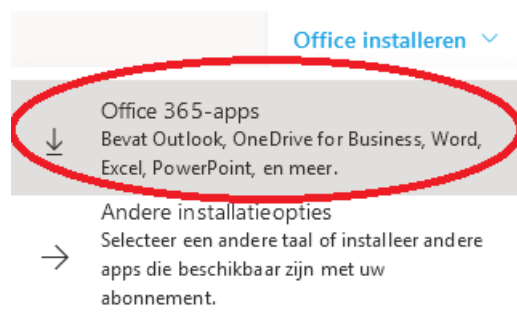 Office installeren
Office 365-apps
Bevat Outlook, OneDrive for Business, Word,
Excel, PowerPoint, en meer.
Andere installatieopties
Selecteer een andere taal of installeer andere
apps die beschikbaar zijn met uw
abonnement.